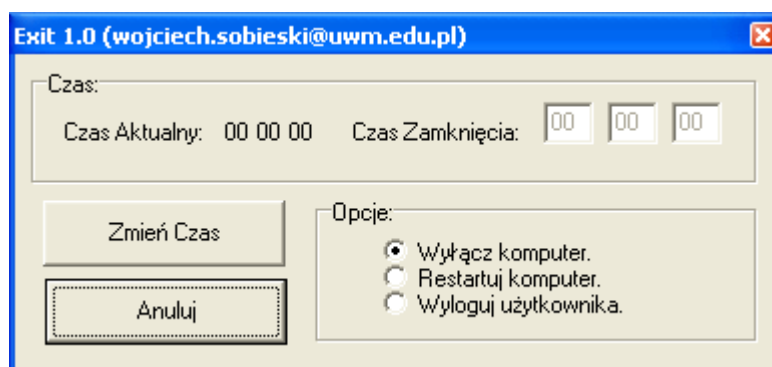 Exit 1.0 (wojciech.sobieski@uwm.edu.pl)
Czas:
Czas Aktualny: 00 00 00 Czas Zamknięcia: 00 00 00
Zmień Czas
Anuluj
Opcje:
Wyłącz komputer.
Restartuj komputer.
Wyloguj użytkownika.